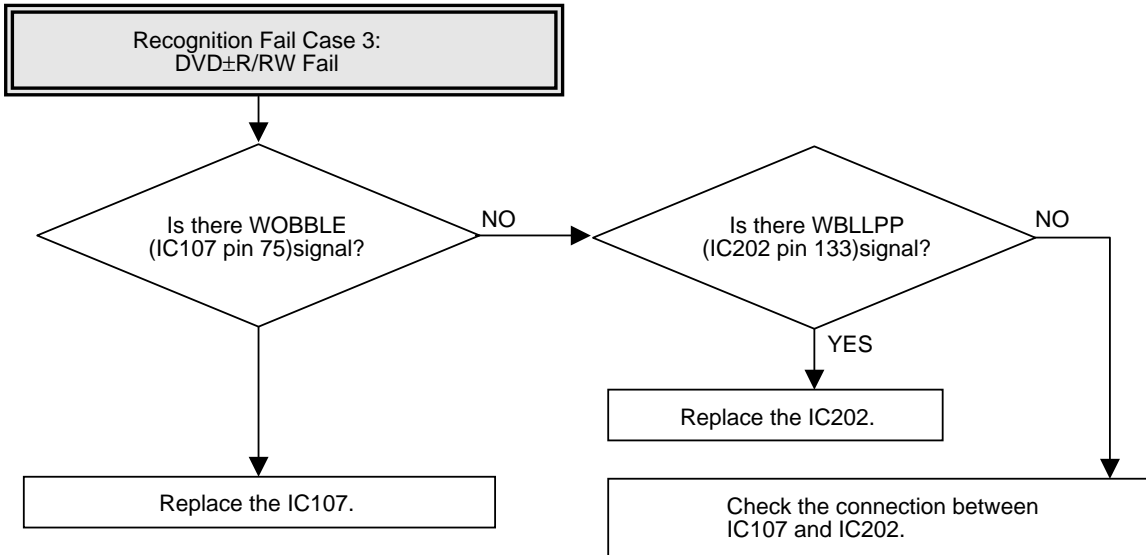 Recognition Fail Case 3:
DVD±R/RW Fail
Is there WOBBLE
(IC107 pin 75)signal?
NO
Is there WBLLPP
(IC202 pin 133)signal?
NO
YES
Replace the IC202.
Replace the IC107.
Check the connection between
IC107 and IC202.